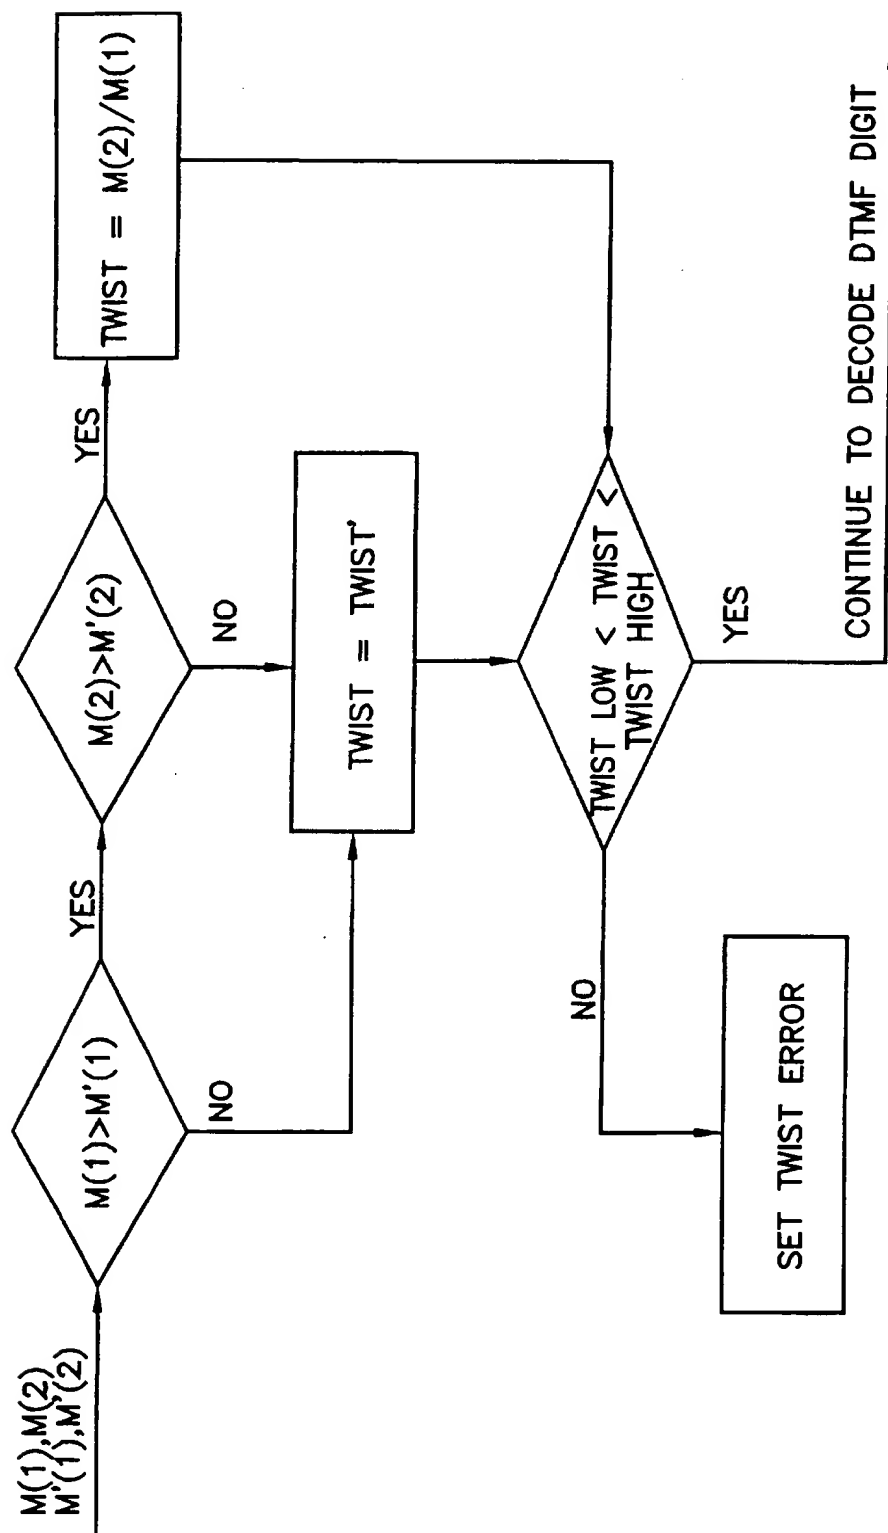 M(1),M(2)
M'(1),M'(2)
M(1)>M'(1)
YES
NO
M(2)>M'(2)
YES
NO
TWIST = M(2)/M(1)
TWIST = TWIST'
TWIST LOW < TWIST <
TWIST HIGH
NO
YES
SET TWIST ERROR
CONTINUE TO DECODE DTMF DIGIT